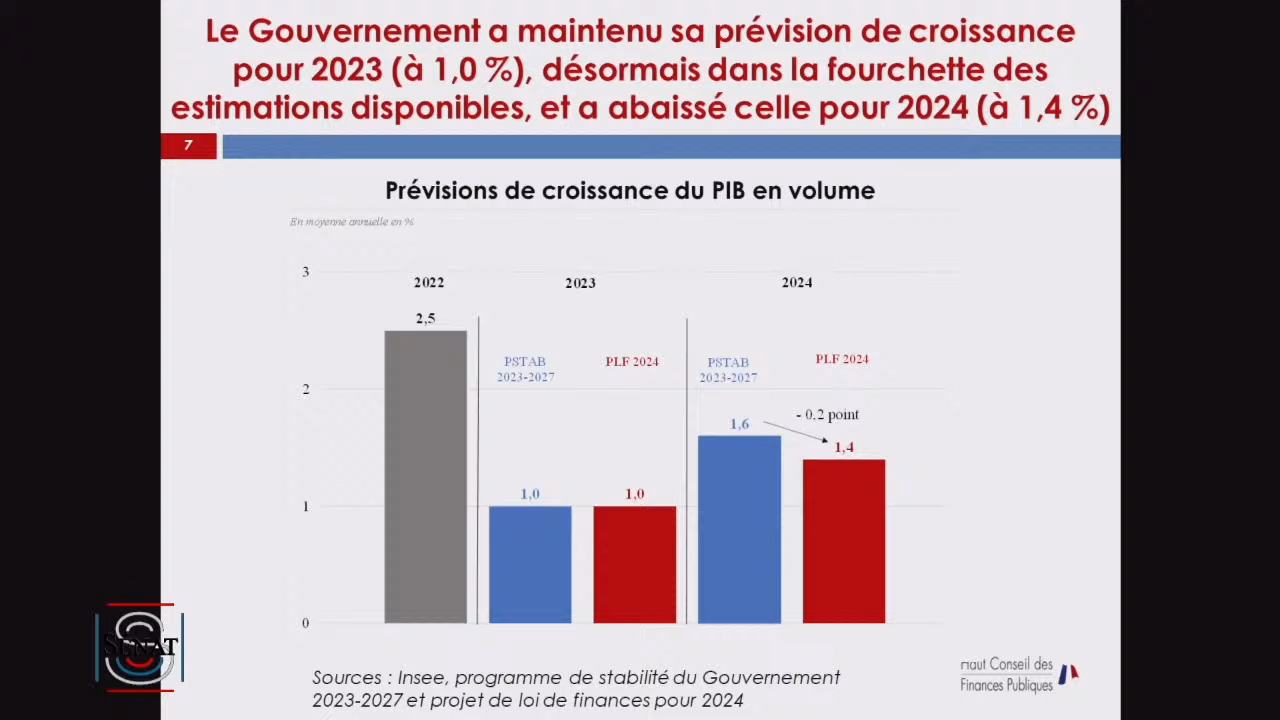 Le Gouvernement a maintenu sa prévision de croissance
pour 2023 (à 1,0 %), désormais dans la fourchette des
estimations disponibles, et a abaissé celle pour 2024 (à 1,4 %)
7
Prévisions de croissance du PIB en volume
En moyenne annuelle en %
3
2022
2023
2024
2,5
PSTAB
2023-2027
PLF 2024
PSTAB
2023-2027
PLF 2024
2
- 0,2 point
1,6
1,4
1,0
1,0
1
0
SENAT
Sources : Insee, programme de stabilité du Gouvernement
2023-2027 et projet de loi de finances pour 2024
Haut Conseil des
Finances Publiques